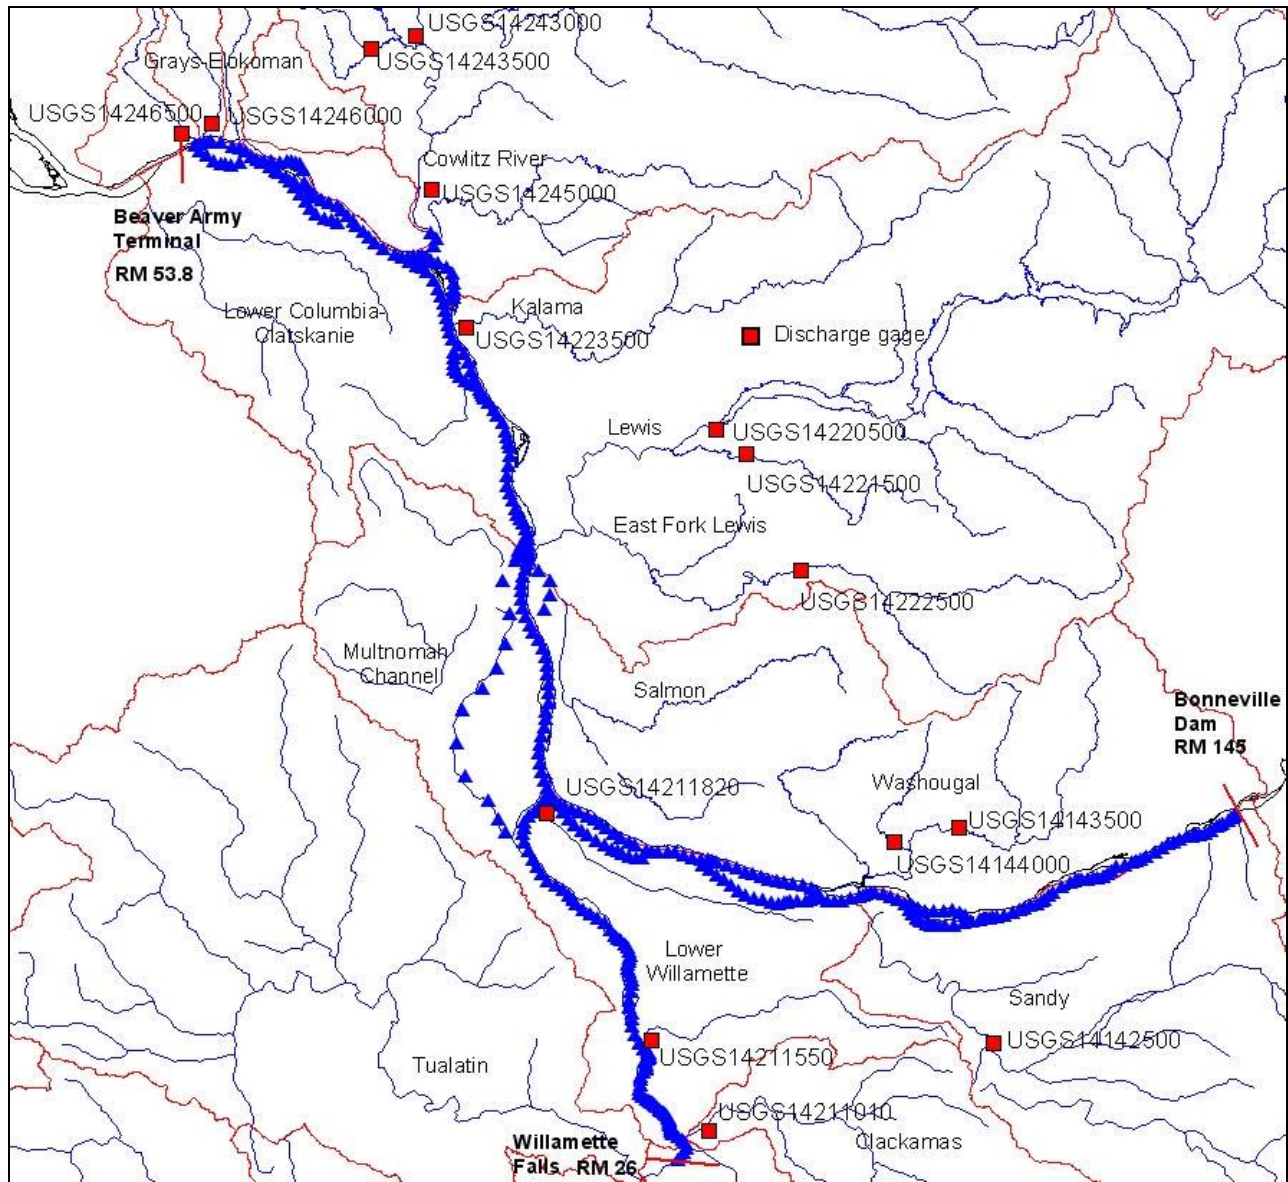 USGS14243000
Grays-Elokoman
USGS14243500
USGS14246500
USGS14246000
Cowlitz River
USGS14245000
Beaver Army
Terminal
RM 53.8
Lower Columbia-
Clatskanie
Kalama
USGS14223500
Discharge gage
Lewis
USGS14220500
USGS14221500
East Fork Lewis
USGS14222500
Multnomah
Channel
Salmon
Bonneville
Dam
RM 145
USGS14211820
Washougal
USGS14143500
USGS14144000
Lower
Willamette
Sandy
USGS14142500
Tualatin
USGS14211550
USGS14211010
Clackamas
Willamette
Falls RM 26